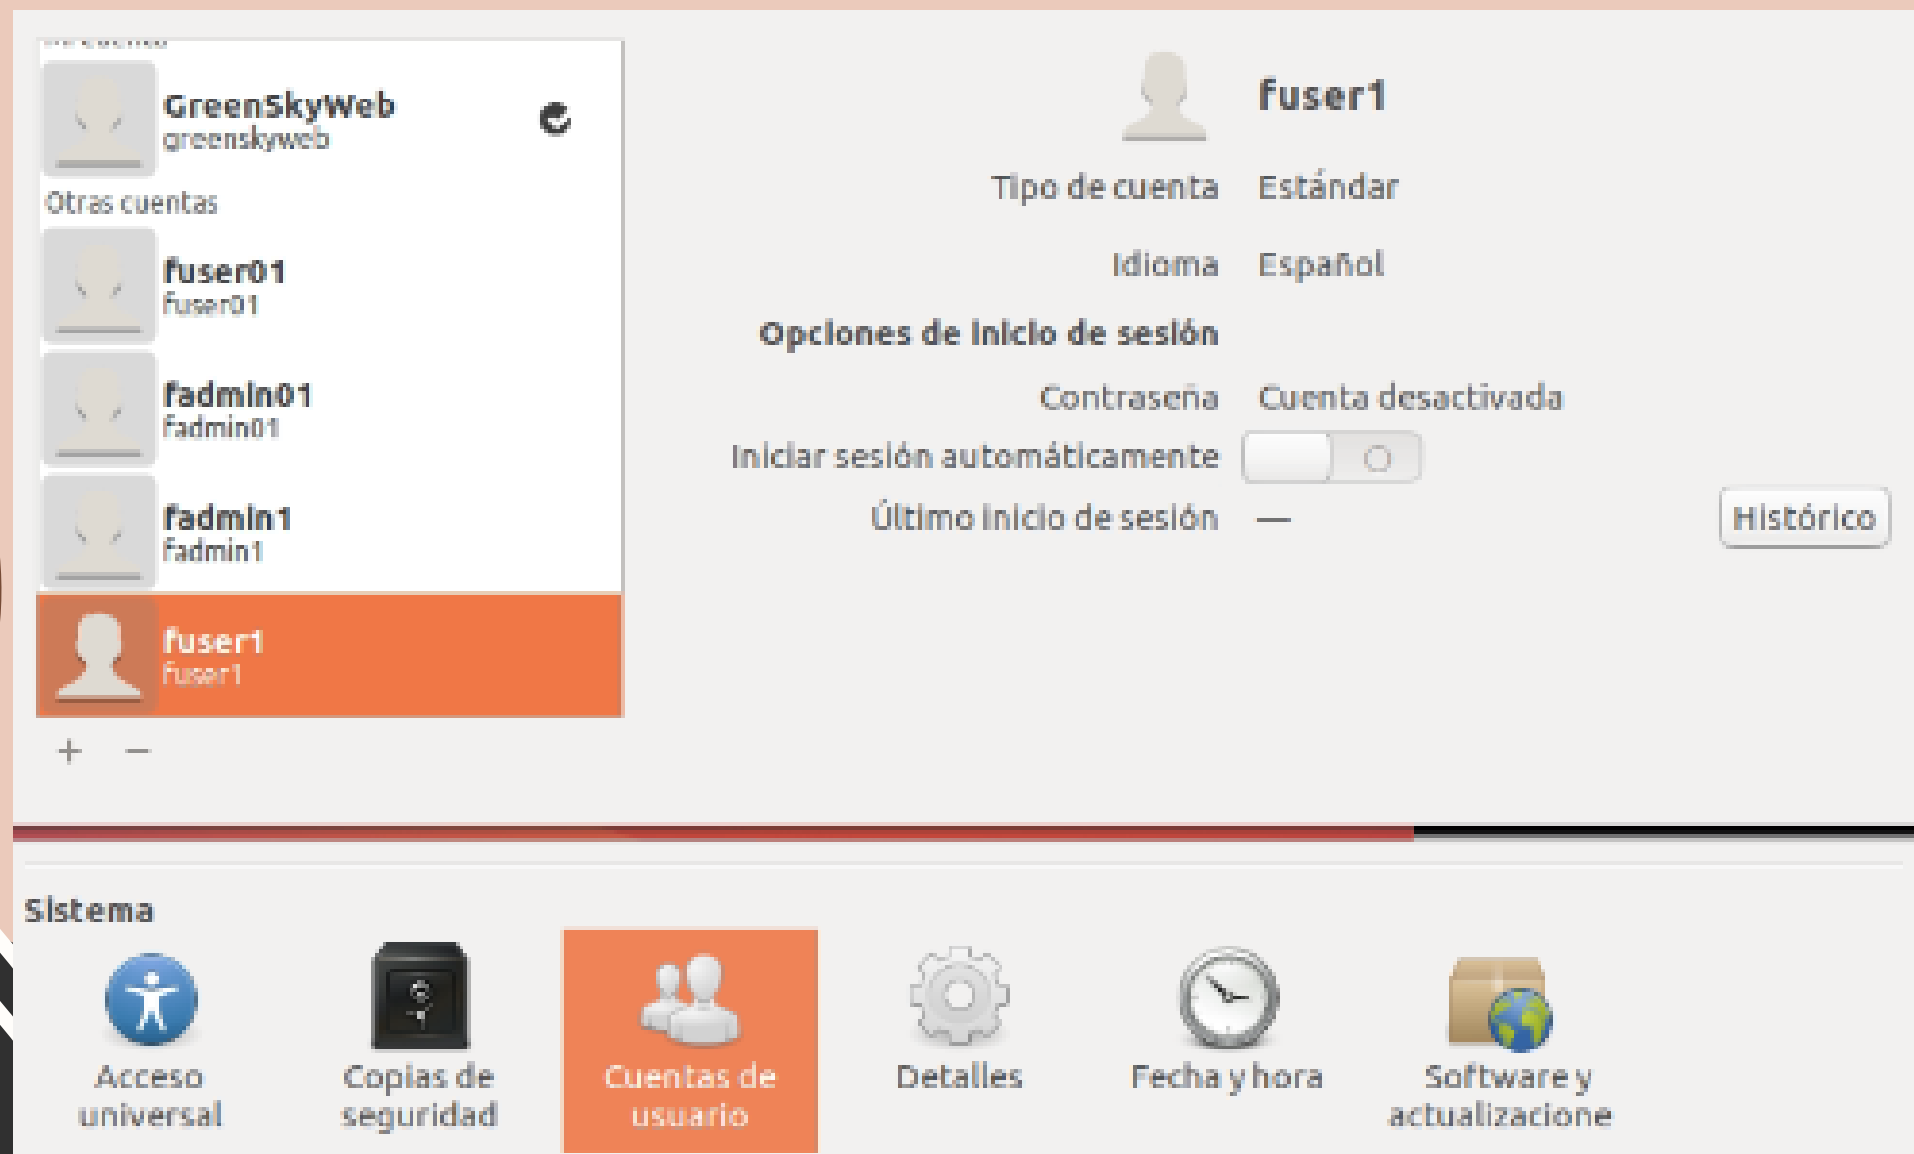 Mi cuenta
GreenSkyWeb
greenskyweb
Otras cuentas
fuser01
fuser01
fadmin01
fadmin01
fadmin1
fadmin1
fuser1
fuser1
+ −
fuser1
Tipo de cuenta Estándar
Idioma Español
Opciones de inicio de sesión
Contraseña Cuenta desactivada
Iniciar sesión automáticamente
Último inicio de sesión —
Histórico
Sistema
Acceso
universal
Copias de
seguridad
Cuentas de
usuario
Detalles
Fecha y hora
Software y
actualizacione